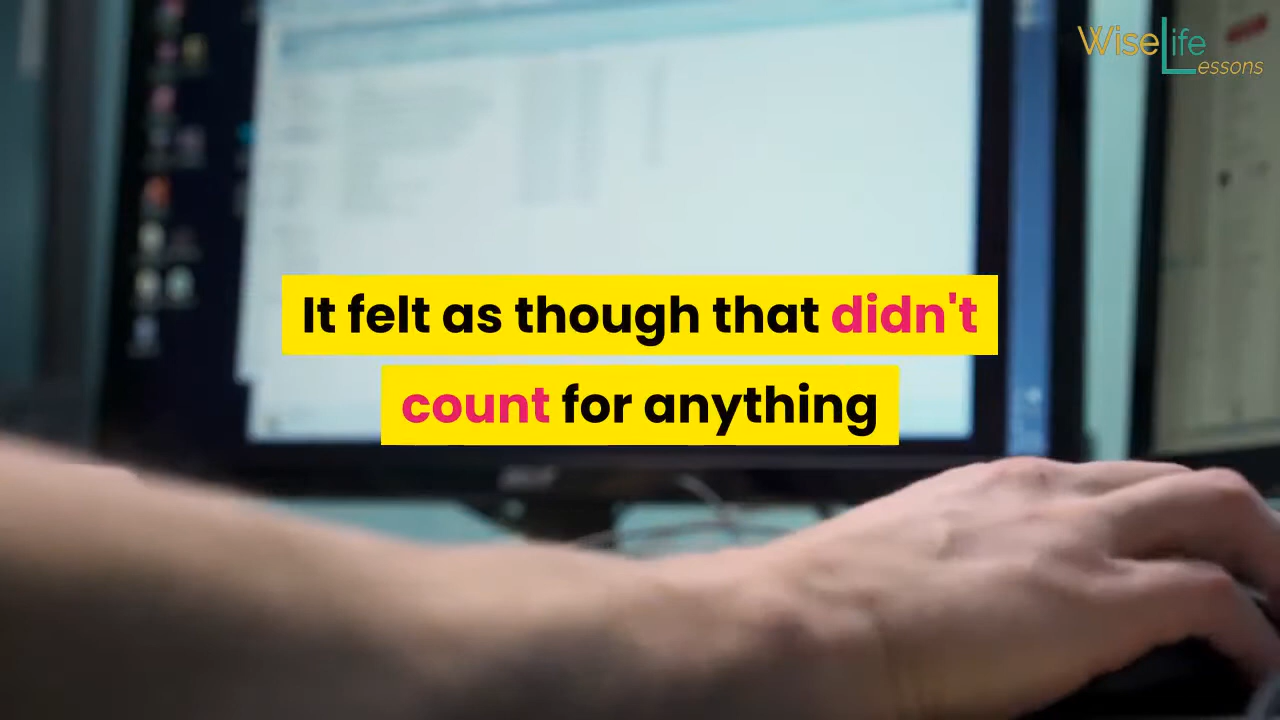 WiseLife
Lessons
It felt as though that didn't
count for anything